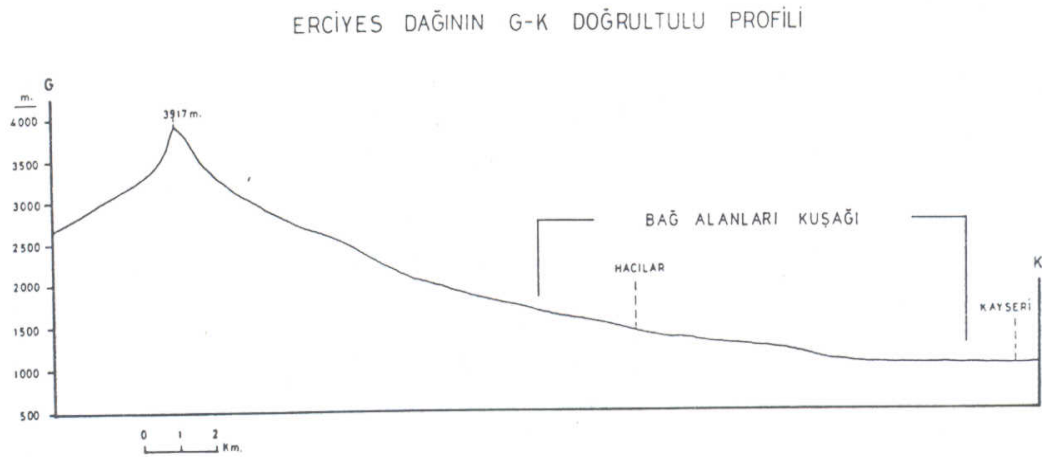 ERCİYES DAĞININ G-K DOĞRULTULU PROFİLİ
G
m.
3917 m.
4000
3500
3000
2500
2000
1500
1000
500
BAĞ ALANLARI KUŞAĞI
HACILAR
K
KAYSERİ
0 1 2
Km.